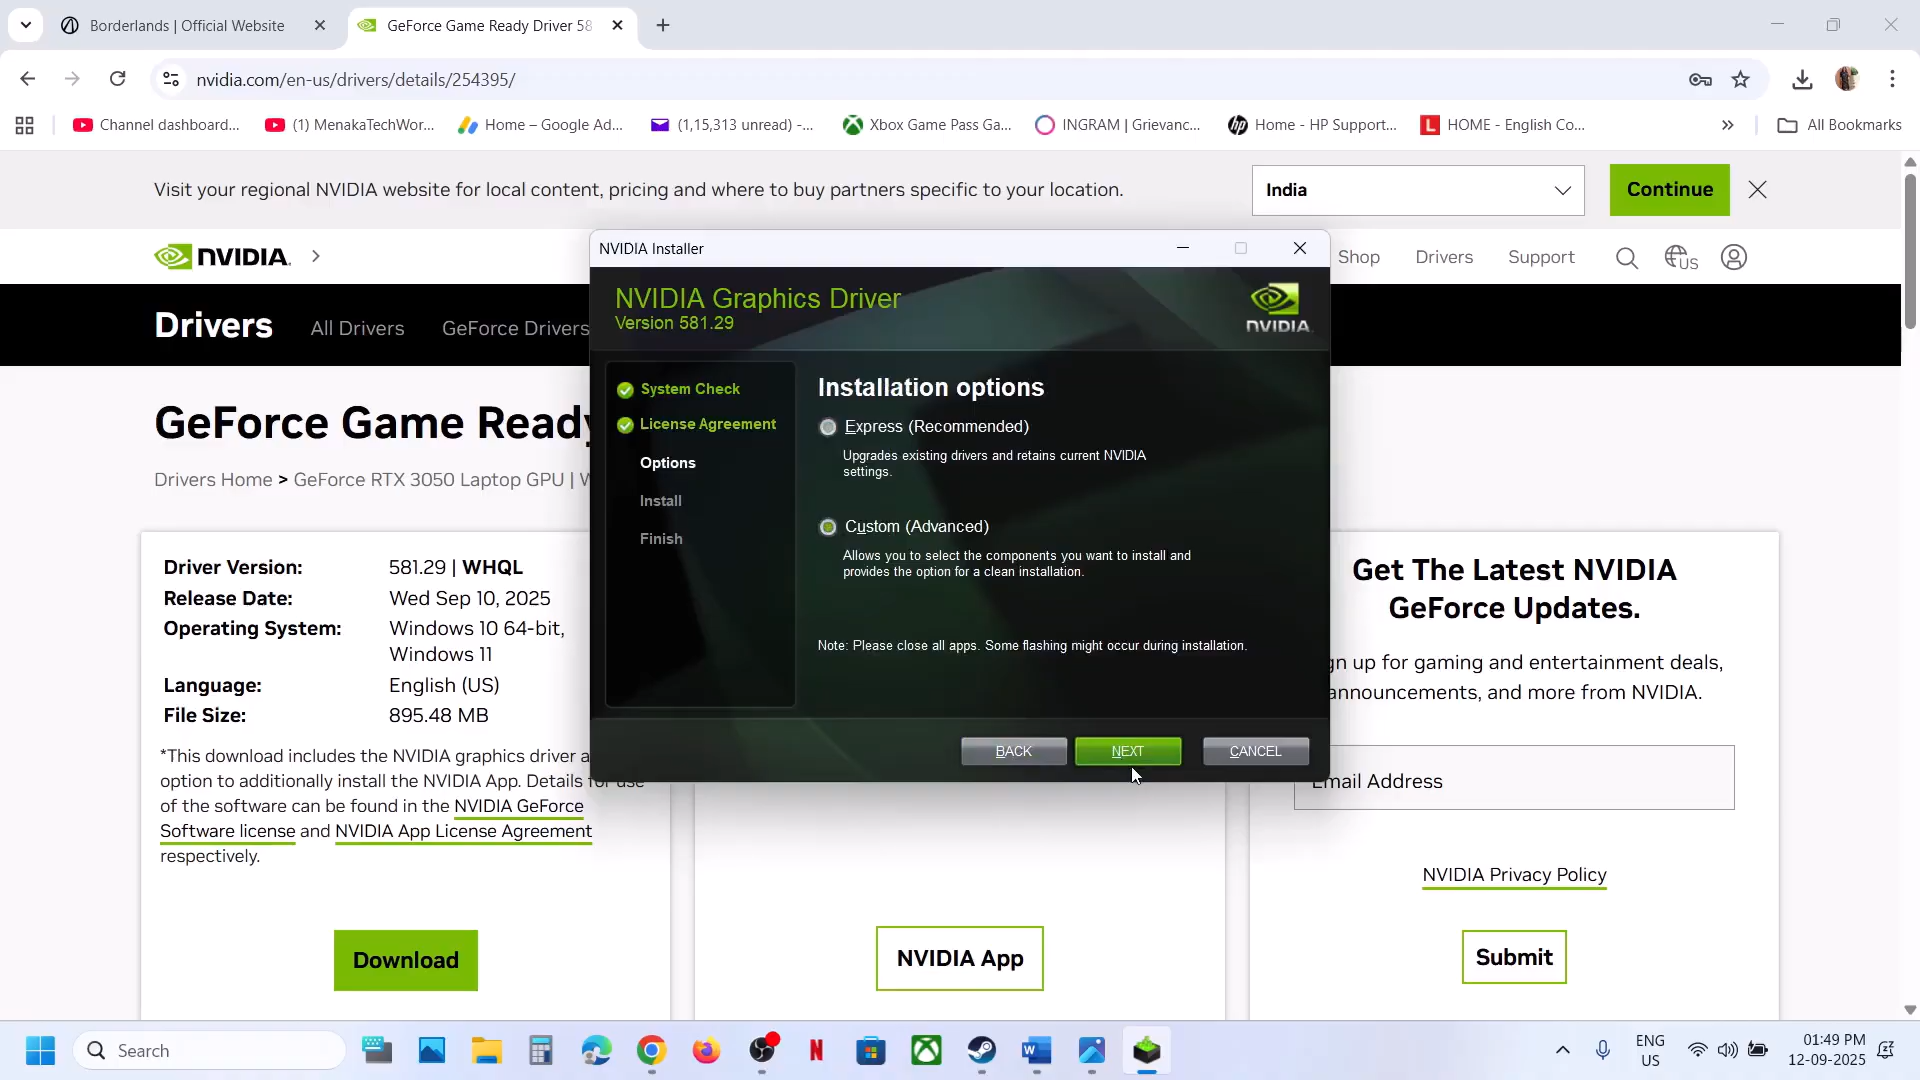 Borderlands | Official Website
GeForce Game Ready Driver 58
nvidia.com/en-us/drivers/details/254395/
Channel dashboard...
(1) MenakaTechWor...
Home – Google Ad...
(1,15,313 unread) -...
Xbox Game Pass Ga...
INGRAM | Grievanc...
Home - HP Support...
HOME - English Co...
All Bookmarks
Visit your regional NVIDIA website for local content, pricing and where to buy partners specific to your location.
India
Continue
NVIDIA.
Shop
Drivers
Support
US
Drivers
All Drivers
GeForce Drivers
GeForce Game Ready
Drivers Home > GeForce RTX 3050 Laptop GPU | W
Driver Version: 581.29 | WHQL
Release Date: Wed Sep 10, 2025
Operating System: Windows 10 64-bit,
Windows 11
Language: English (US)
File Size: 895.48 MB
*This download includes the NVIDIA graphics driver a
option to additionally install the NVIDIA App. Details for use
of the software can be found in the NVIDIA GeForce
Software license and NVIDIA App License Agreement
respectively.
Download
NVIDIA App
Get The Latest NVIDIA
GeForce Updates.
gn up for gaming and entertainment deals,
announcements, and more from NVIDIA.
Email Address
NVIDIA Privacy Policy
Submit
NVIDIA Installer
NVIDIA Graphics Driver
Version 581.29
NVIDIA.
System Check
License Agreement
Options
Install
Finish
Installation options
Express (Recommended)
Upgrades existing drivers and retains current NVIDIA
settings.
Custom (Advanced)
Allows you to select the components you want to install and
provides the option for a clean installation.
Note: Please close all apps. Some flashing might occur during installation.
BACK
NEXT
CANCEL
Search
ENG
US
01:49 PM
12-09-2025